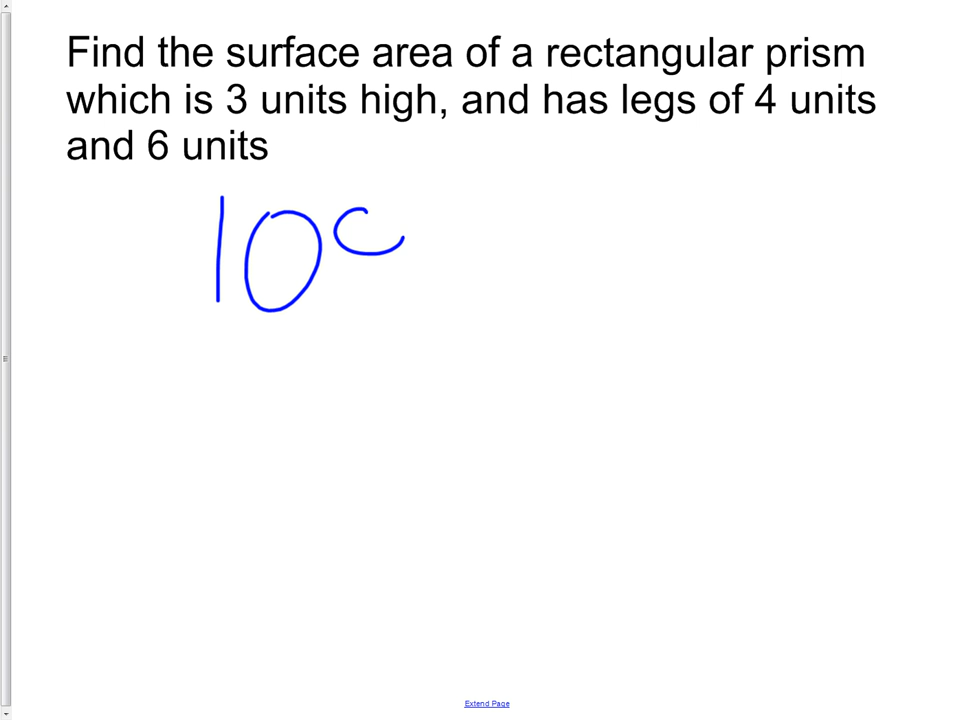 Find the surface area of a rectangular prism
which is 3 units high, and has legs of 4 units
and 6 units
10
Extend Page